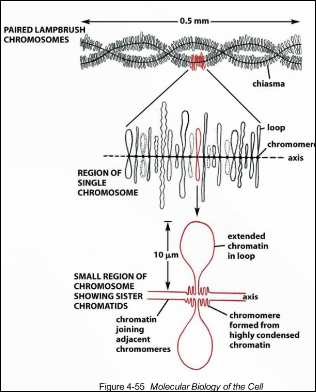 0.5 mm
PAIRED LAMPBRUSH
CHROMOSOMES
chiasma
loop
chromomere
axis
REGION OF
SINGLE
CHROMOSOME
extended
chromatin
in loop
10 μm
SMALL REGION OF
CHROMOSOME
SHOWING SISTER
CHROMATIDS
axis
chromatin
joining
adjacent
chromomeres
chromomere
formed from
highly condensed
chromatin
Figure 4-55 Molecular Biology of the Cell